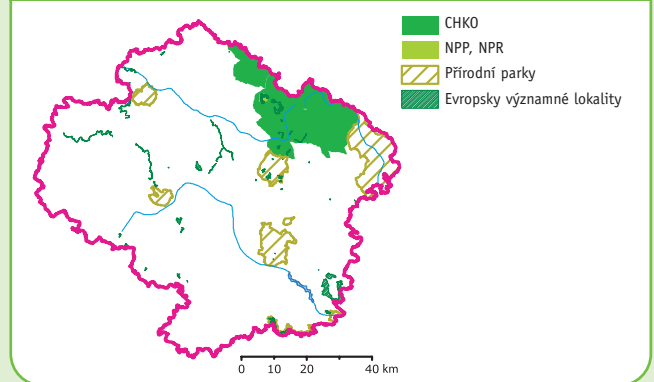 CHKO
NPP, NPR
Přírodní parky
Evropsky významné lokality
0 10 20 40 km